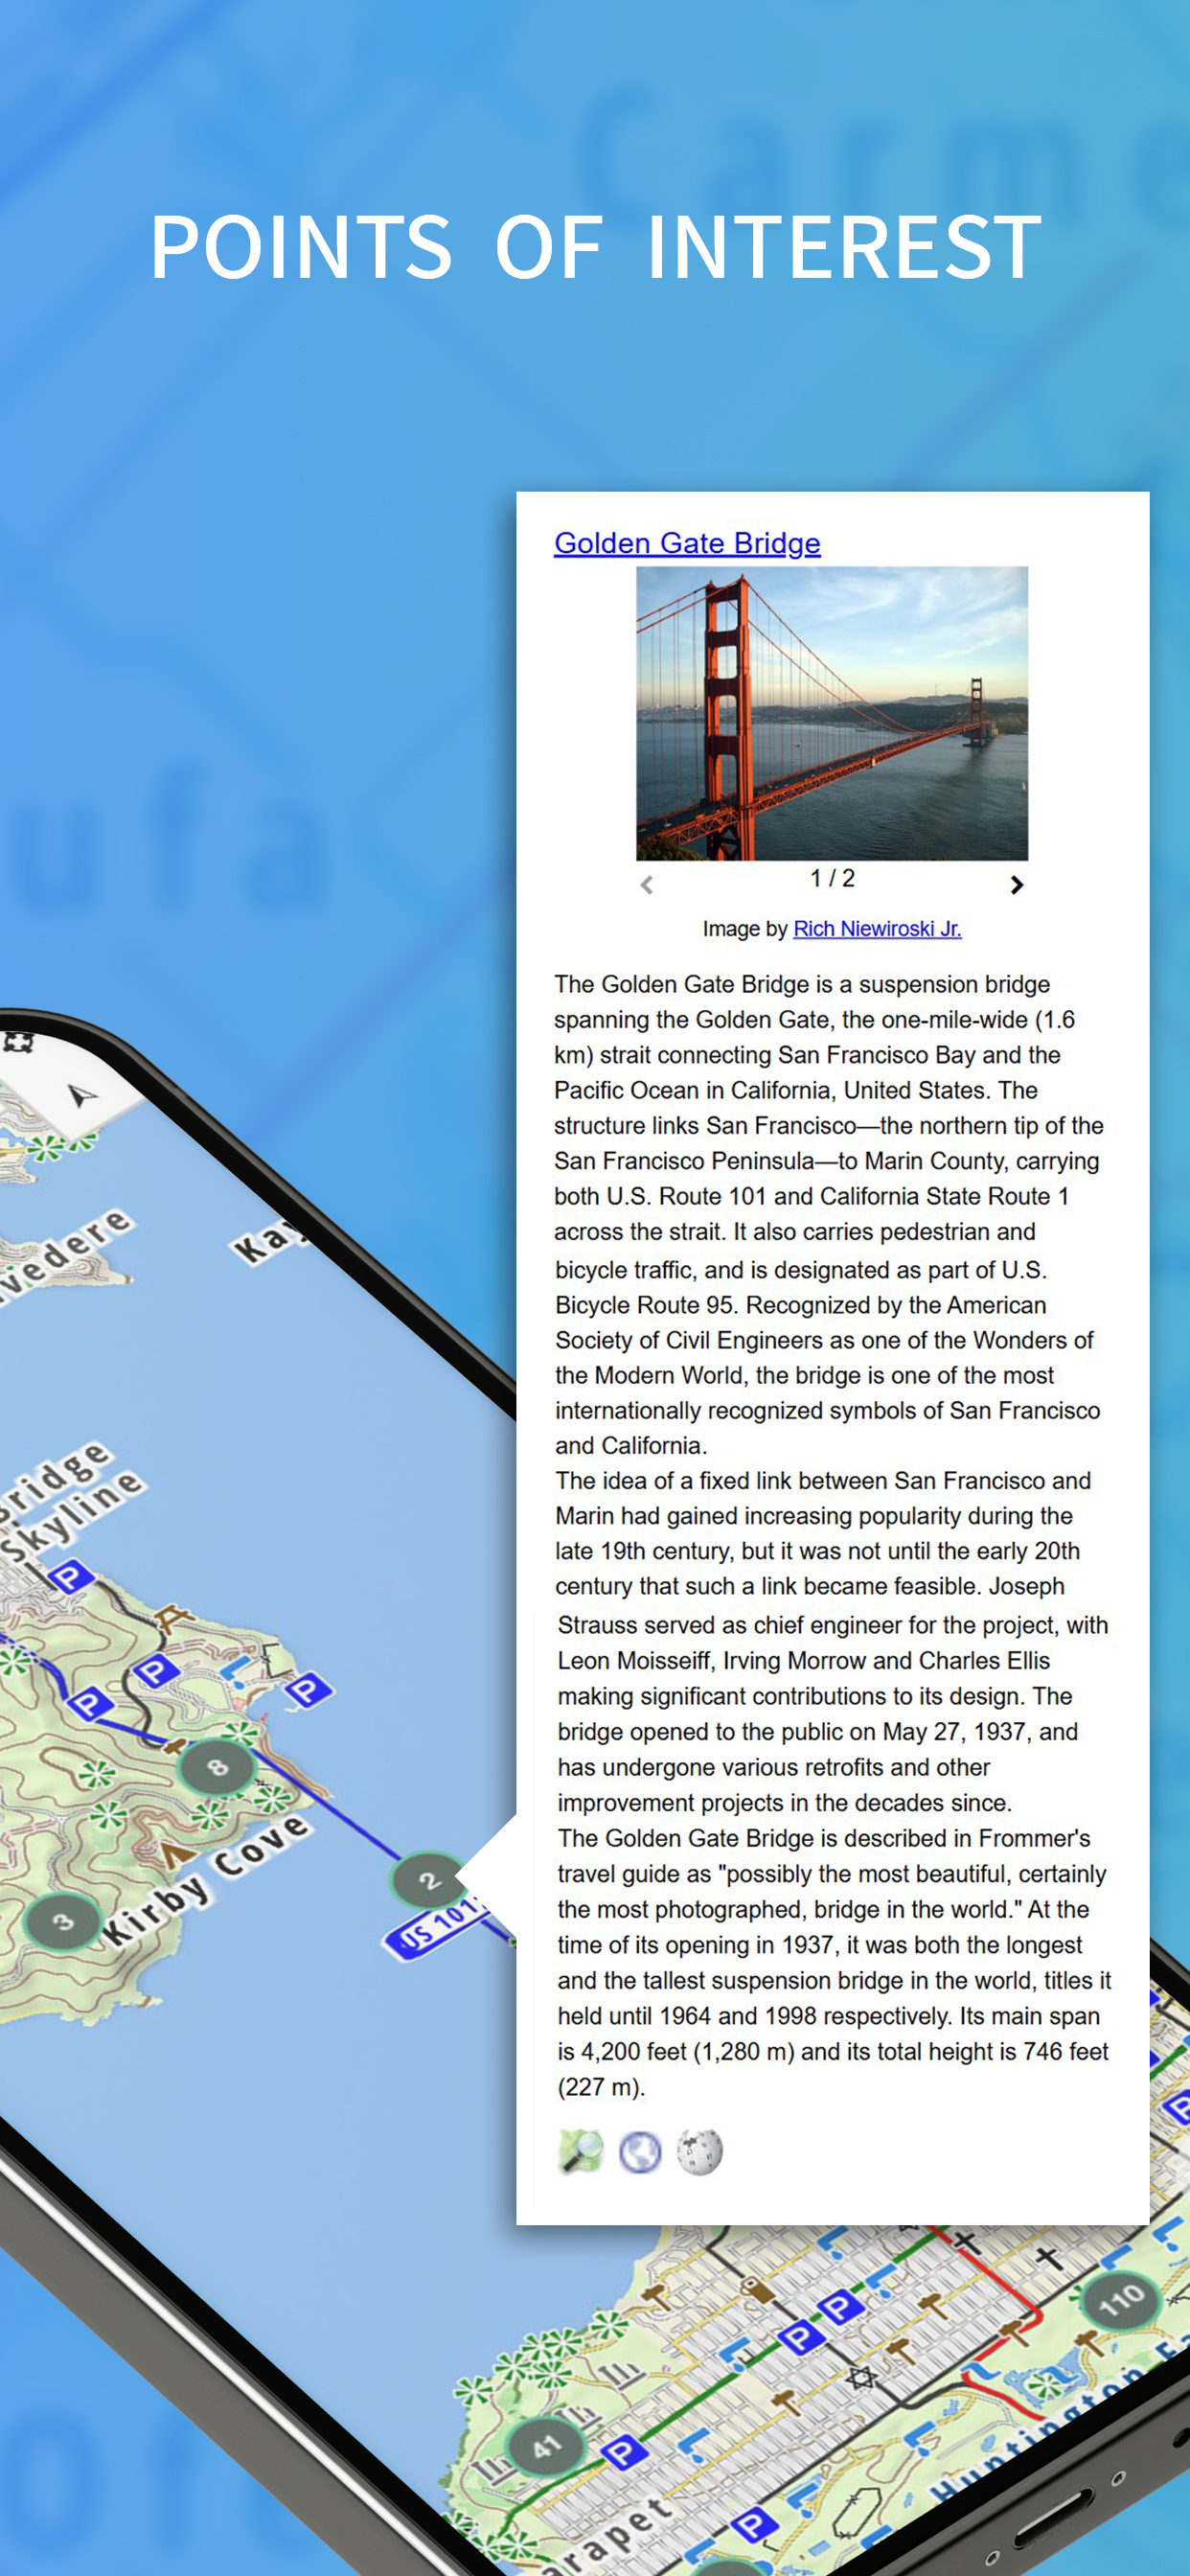 POINTS OF INTEREST
Golden Gate Bridge
1 / 2
Image by Rich Niewiroski Jr.
The Golden Gate Bridge is a suspension bridge
spanning the Golden Gate, the one-mile-wide (1.6
km) strait connecting San Francisco Bay and the
Pacific Ocean in California, United States. The
structure links San Francisco—the northern tip of the
San Francisco Peninsula—to Marin County, carrying
both U.S. Route 101 and California State Route 1
across the strait. It also carries pedestrian and
bicycle traffic, and is designated as part of U.S.
Bicycle Route 95. Recognized by the American
Society of Civil Engineers as one of the Wonders of
the Modern World, the bridge is one of the most
internationally recognized symbols of San Francisco
and California.
The idea of a fixed link between San Francisco and
Marin had gained increasing popularity during the
late 19th century, but it was not until the early 20th
century that such a link became feasible. Joseph
Strauss served as chief engineer for the project, with
Leon Moisseiff, Irving Morrow and Charles Ellis
making significant contributions to its design. The
bridge opened to the public on May 27, 1937, and
has undergone various retrofits and other
improvement projects in the decades since.
The Golden Gate Bridge is described in Frommer's
travel guide as "possibly the most beautiful, certainly
the most photographed, bridge in the world." At the
time of its opening in 1937, it was both the longest
and the tallest suspension bridge in the world, titles it
held until 1964 and 1998 respectively. Its main span
is 4,200 feet (1,280 m) and its total height is 746 feet
(227 m).
Carme
ufa
vedere
Kay
ridge
Skyline
P
P
P
P
8
Kirby Cove
3
2
US 101
P
110
P
P
41
P
P
Huntington
arapet